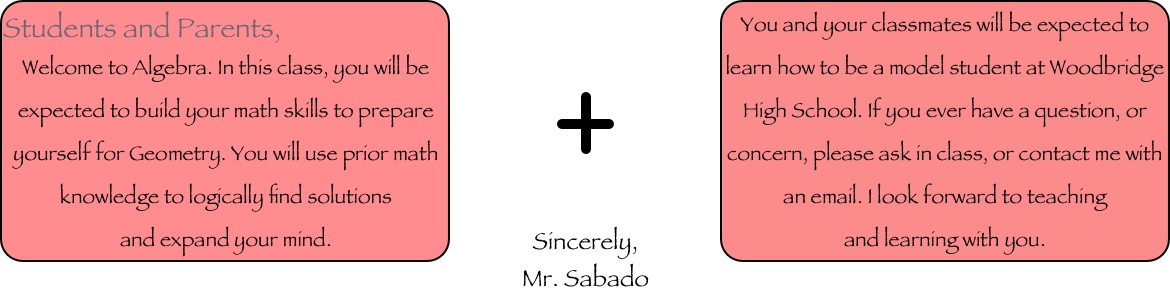 Students and Parents,
Welcome to Algebra. In this class, you will be
expected to build your math skills to prepare
yourself for Geometry. You will use prior math
knowledge to logically find solutions
and expand your mind.
+
You and your classmates will be expected to
learn how to be a model student at Woodbridge
High School. If you ever have a question, or
concern, please ask in class, or contact me with
an email. I look forward to teaching
and learning with you.
Sincerely,
Mr. Sabado